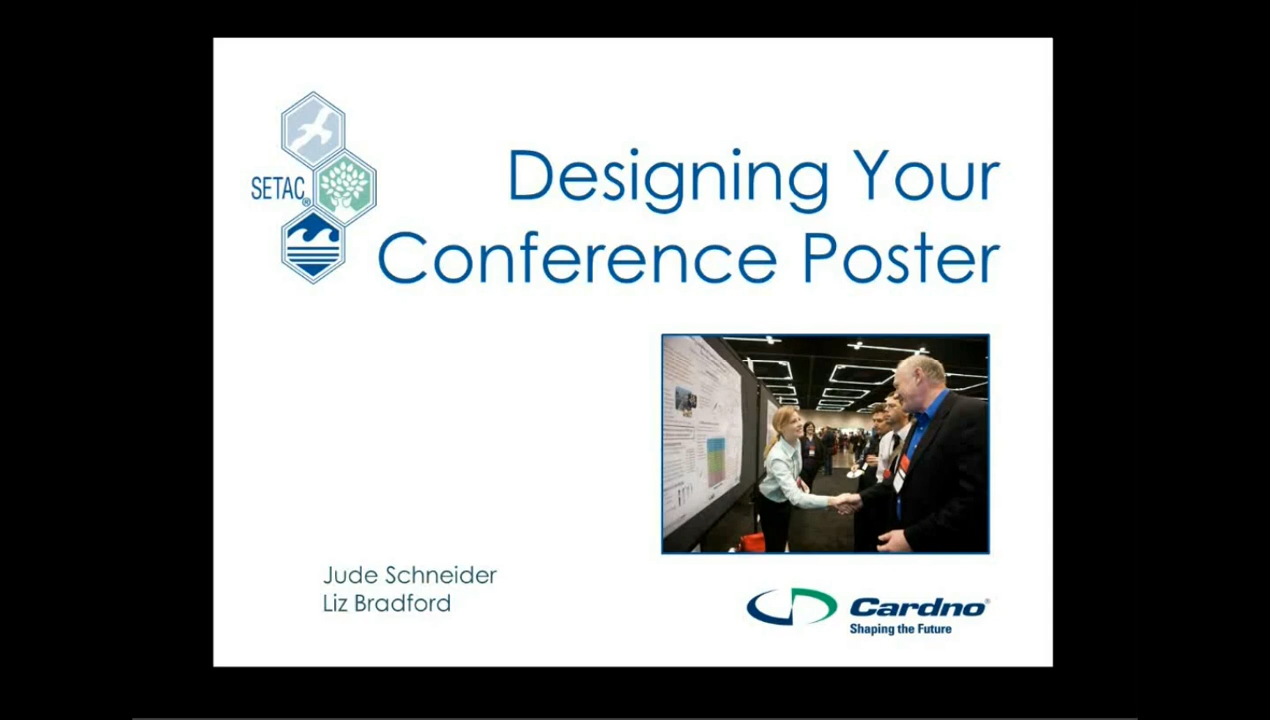 SETAC®
Designing Your
Conference Poster
Jude Schneider
Liz Bradford
Cardno®
Shaping the Future